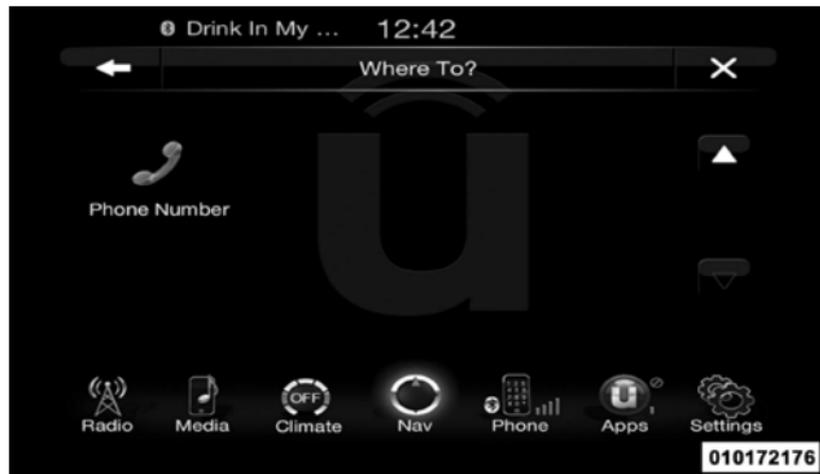 Drink In My ... 12:42
Where To?
Phone Number
OFF
Radio Media Climate Nav Phone Apps Settings
010172176